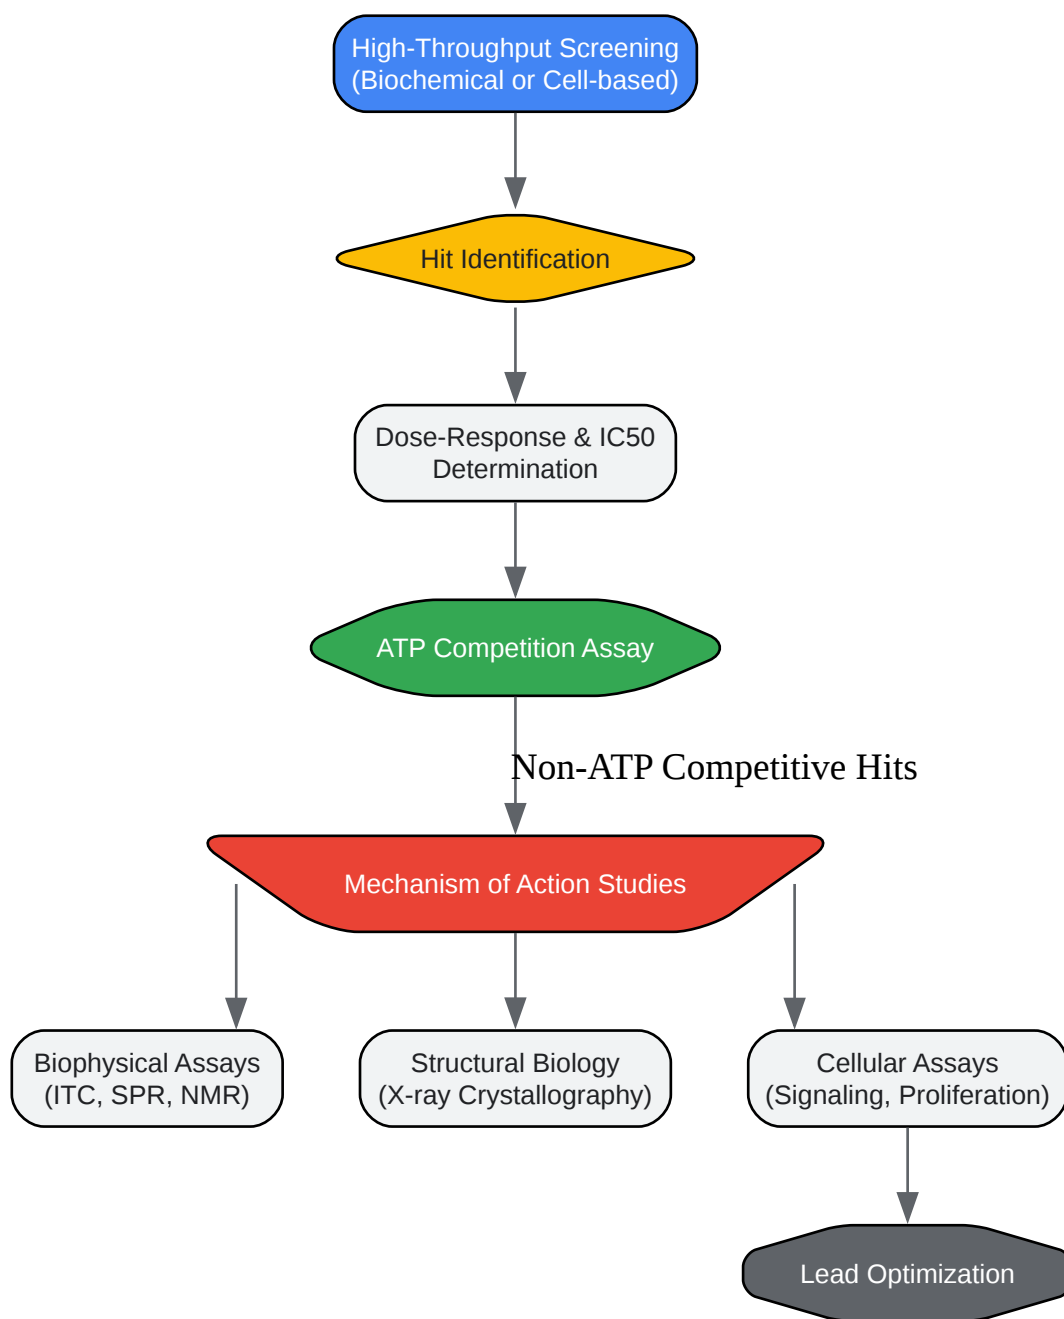 High-Throughput Screening
(Biochemical or Cell-based)
Hit Identification
Dose-Response & IC50
Determination
ATP Competition Assay
Non-ATP Competitive Hits
Mechanism of Action Studies
Biophysical Assays
(ITC, SPR, NMR)
Structural Biology
(X-ray Crystallography)
Cellular Assays
(Signaling, Proliferation)
Lead Optimization